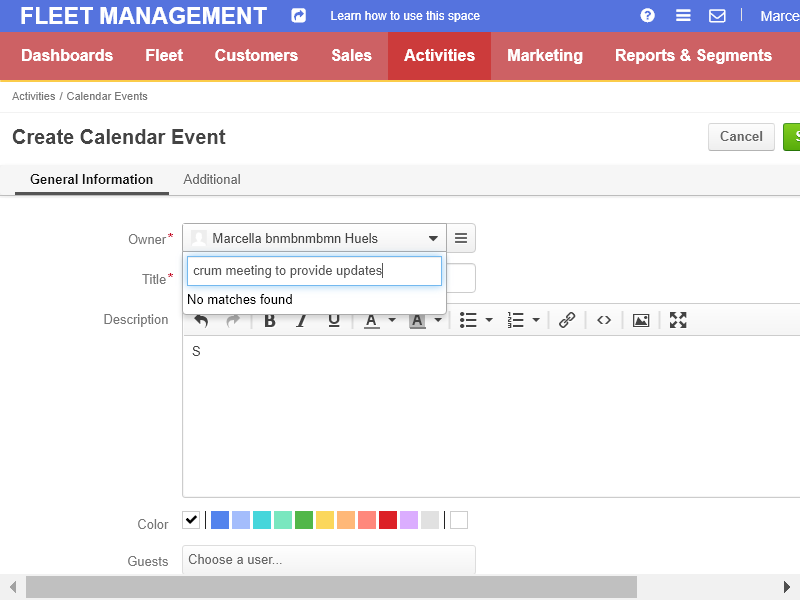 FLEET MANAGEMENT Learn how to use this space Marce
Dashboards Fleet Customers Sales Activities Marketing Reports & Segments
Activities / Calendar Events
Create Calendar Event Cancel S
General Information Additional
Owner* Marcella bnmbnmbmn Huels
crum meeting to provide updates
Title*
No matches found
Description B I U A A
S
Color
Guests Choose a user...